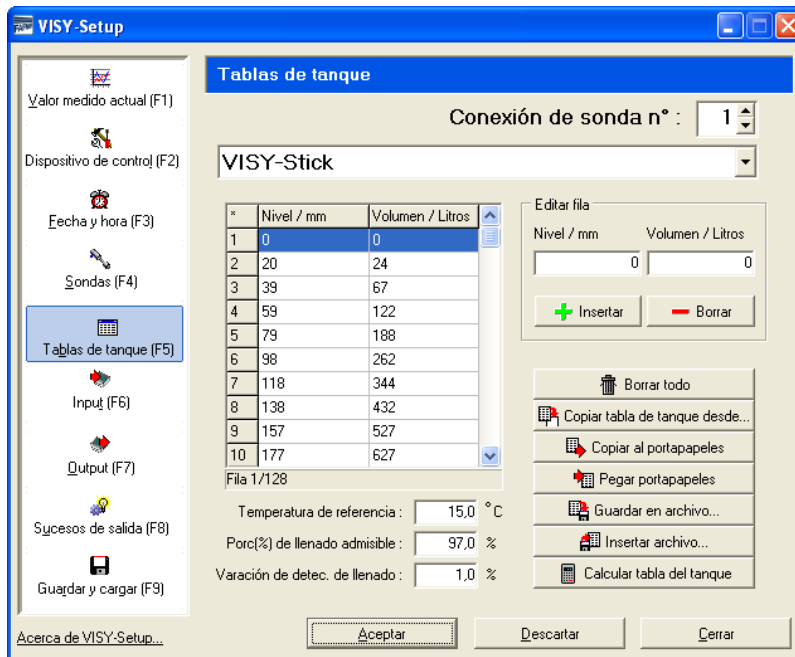 VISY-Setup
Valor medido actual (F1)
Dispositivo de control (F2)
Fecha y hora (F3)
Sondas (F4)
Tablas de tanque (F5)
Input (F6)
Output (F7)
Sucesos de salida (F8)
Guardar y cargar (F9)
Acerca de VISY-Setup...
Tablas de tanque
Conexión de sonda n° : 1
VISY-Stick
* Nivel / mm Volumen / Litros
1 0 0
2 20 24
3 39 67
4 59 122
5 79 188
6 98 262
7 118 344
8 138 432
9 157 527
10 177 627
Fila 1/128
Temperatura de referencia : 15,0 °C
Porc(%) de llenado admisible : 97,0 %
Varación de detec. de llenado : 1,0 %
Editar fila
Nivel / mm Volumen / Litros
0 0
Insertar Borrar
Borrar todo
Copiar tabla de tanque desde...
Copiar al portapapeles
Pegar portapapeles
Guardar en archivo...
Insertar archivo...
Calcular tabla del tanque
Aceptar Descartar Cerrar